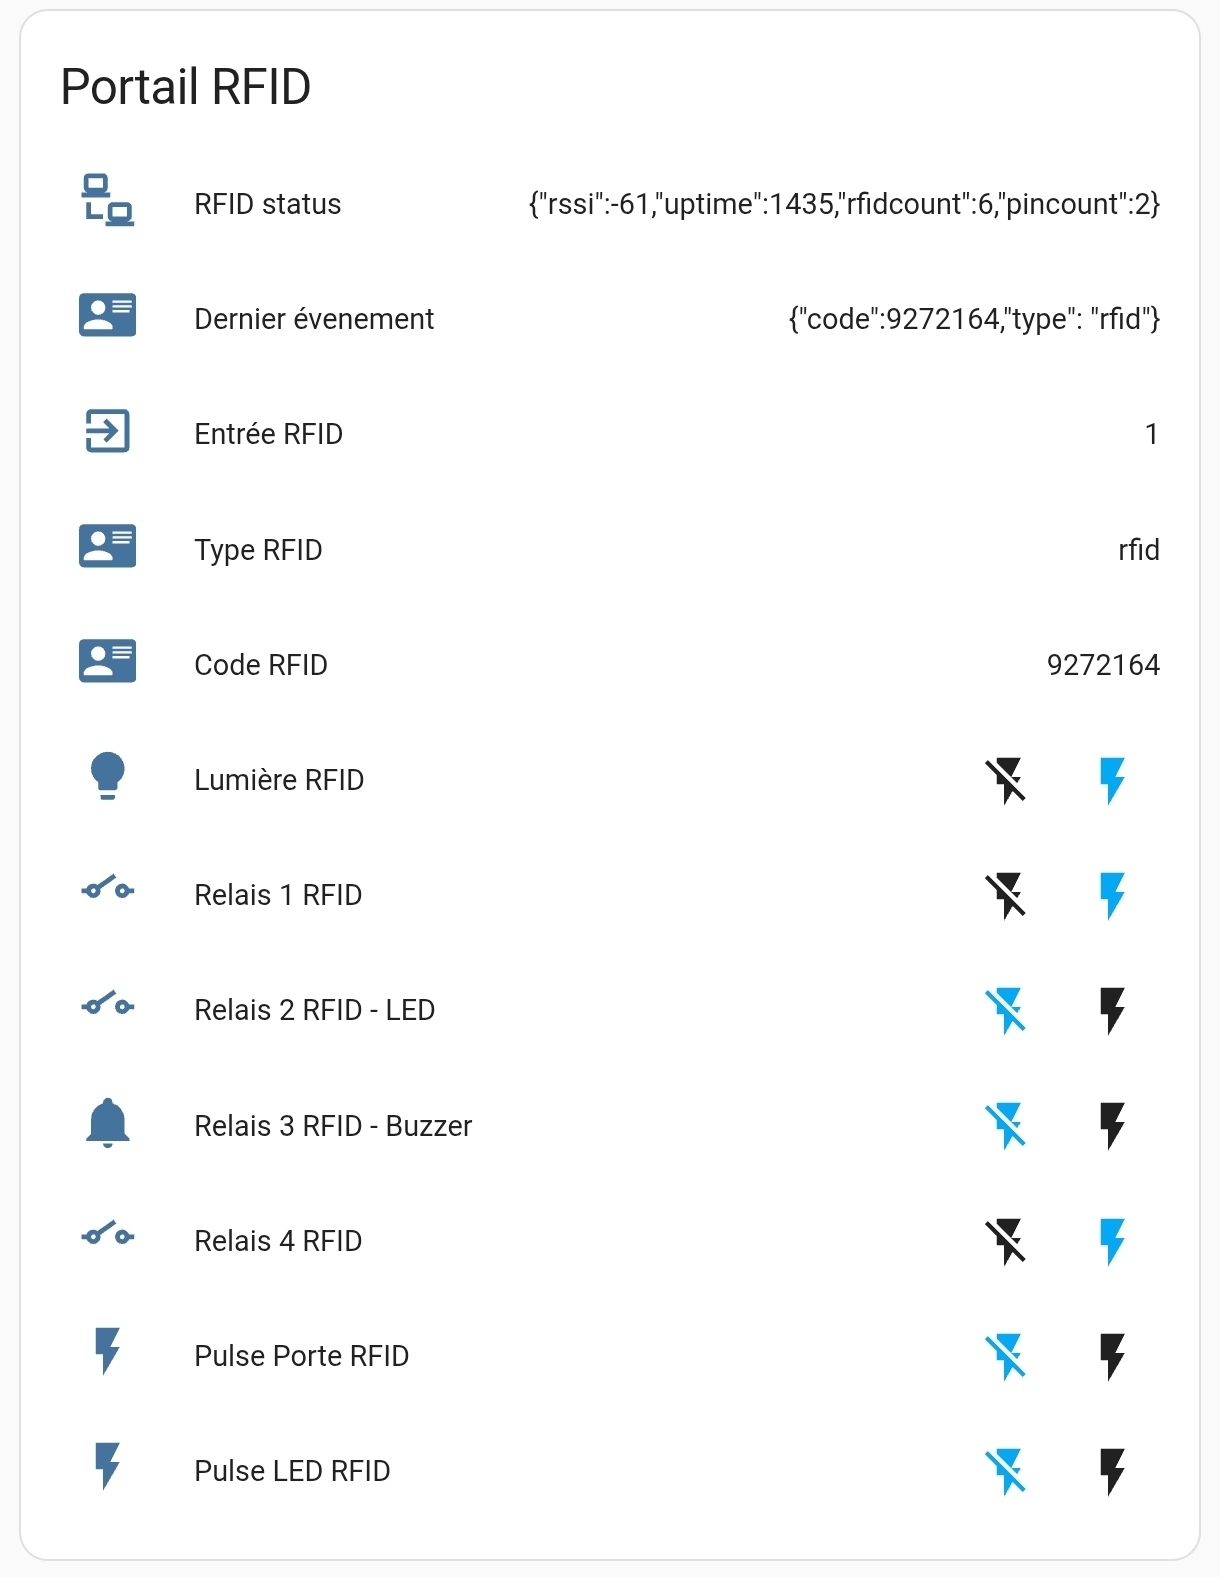 Portail RFID
RFID status {"rssi":-61,"uptime":1435,"rfidcount":6,"pincount":2}
Dernier évenement {"code":9272164,"type": "rfid"}
Entrée RFID 1
Type RFID rfid
Code RFID 9272164
Lumière RFID
Relais 1 RFID
Relais 2 RFID - LED
Relais 3 RFID - Buzzer
Relais 4 RFID
Pulse Porte RFID
Pulse LED RFID